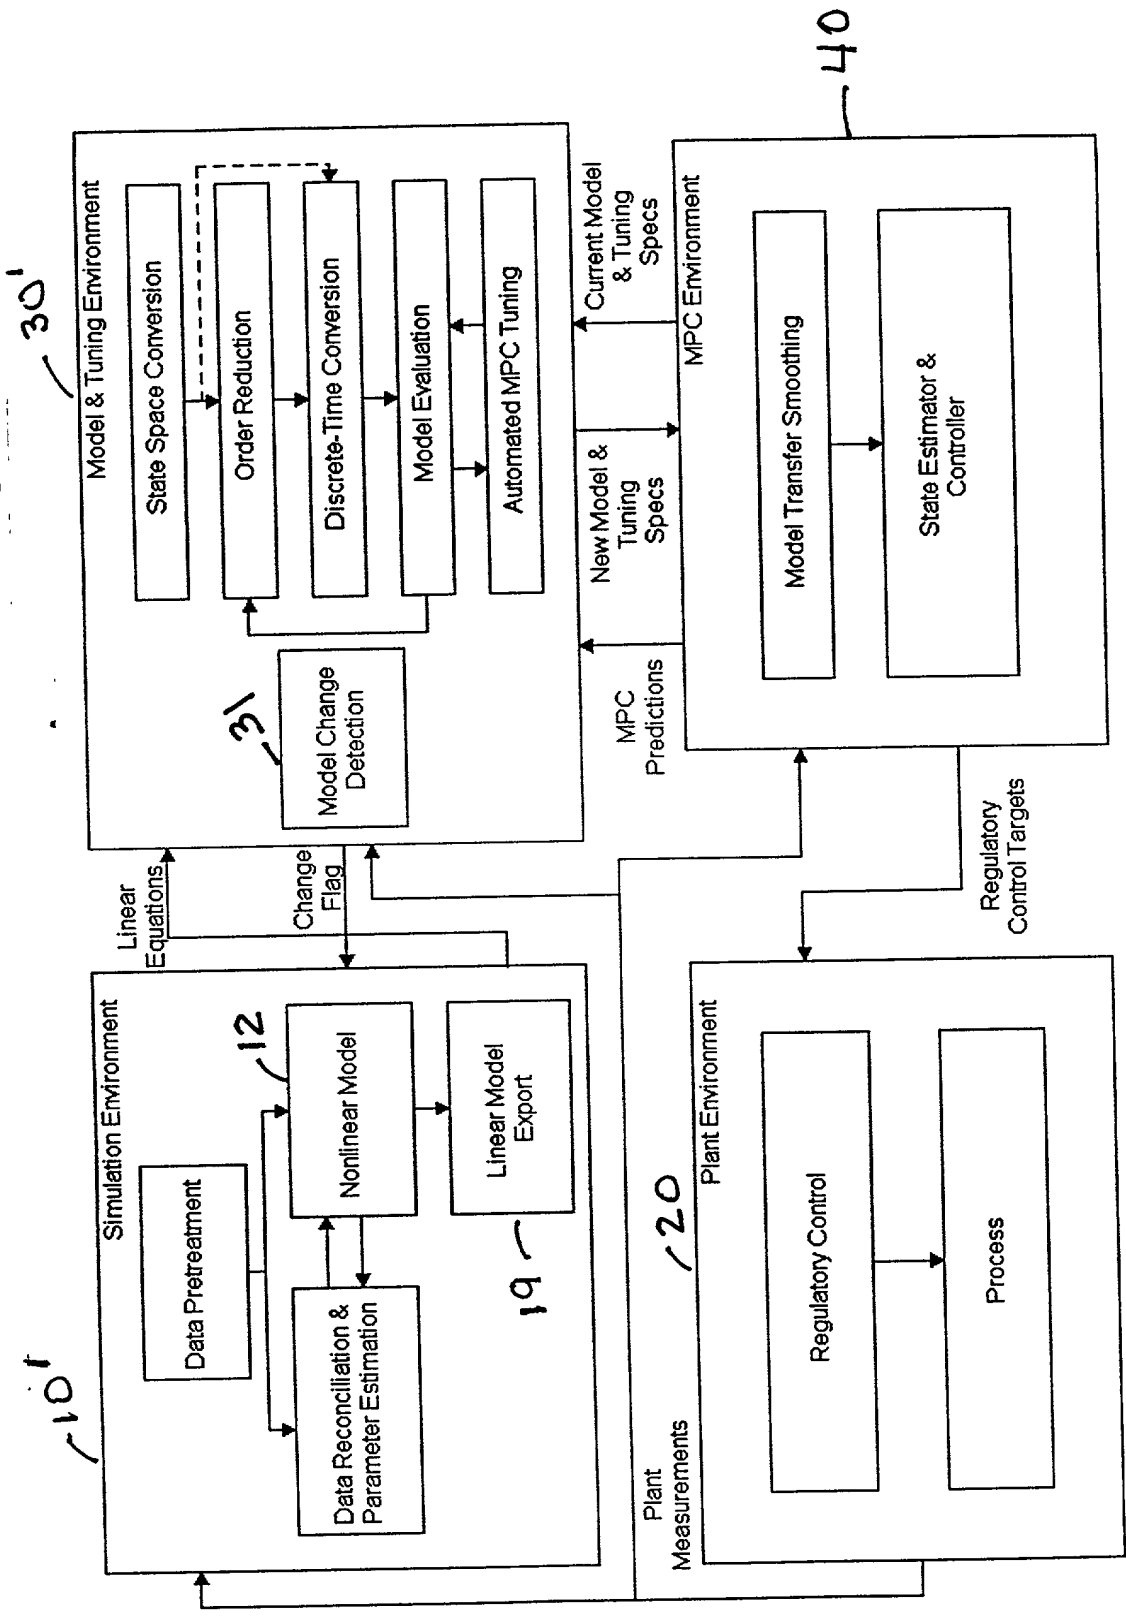 10'
Simulation Environment
Data Pretreatment
Data Reconciliation &
Parameter Estimation
12
Nonlinear Model
19
Linear Model
Export
Linear
Equations
Change
Flag
30'
Model & Tuning Environment
State Space Conversion
Order Reduction
Discrete-Time Conversion
Model Evaluation
Automated MPC Tuning
31
Model Change
Detection
MPC
Predictions
New Model &
Tuning
Specs
Current Model
& Tuning
Specs
Plant
Measurements
20
Plant Environment
Regulatory Control
Process
Regulatory
Control Targets
40
MPC Environment
Model Transfer Smoothing
State Estimator &
Controller